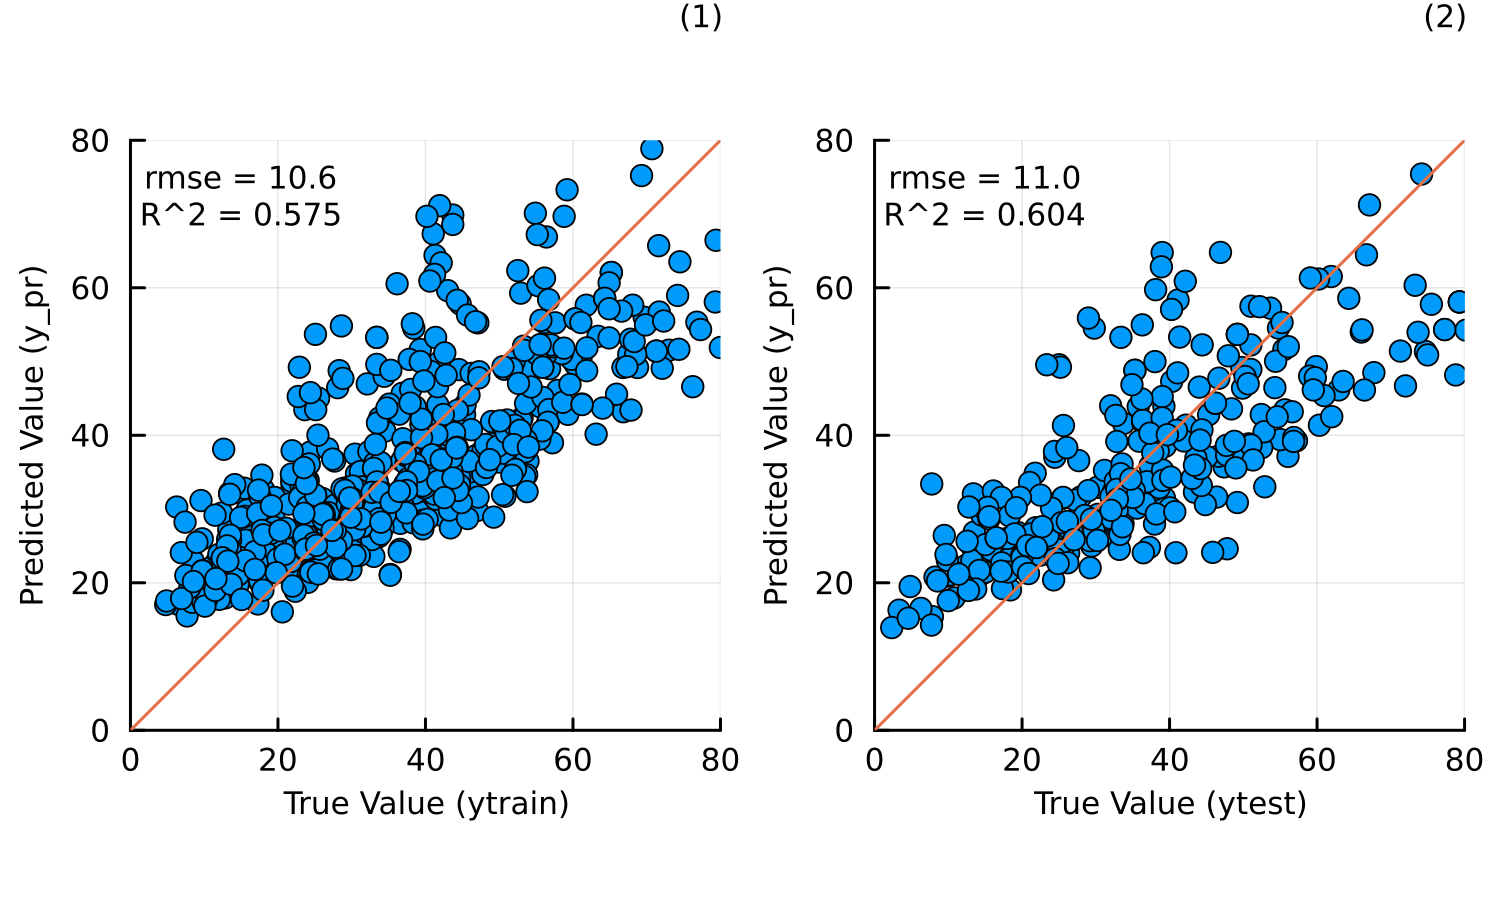 (1)
80
60
40
20
0
rmse = 10.6
R^2 = 0.575
Predicted Value (y_pr)
0 20 40 60 80
True Value (ytrain)
(2)
80
60
40
20
0
rmse = 11.0
R^2 = 0.604
Predicted Value (y_pr)
0 20 40 60 80
True Value (ytest)